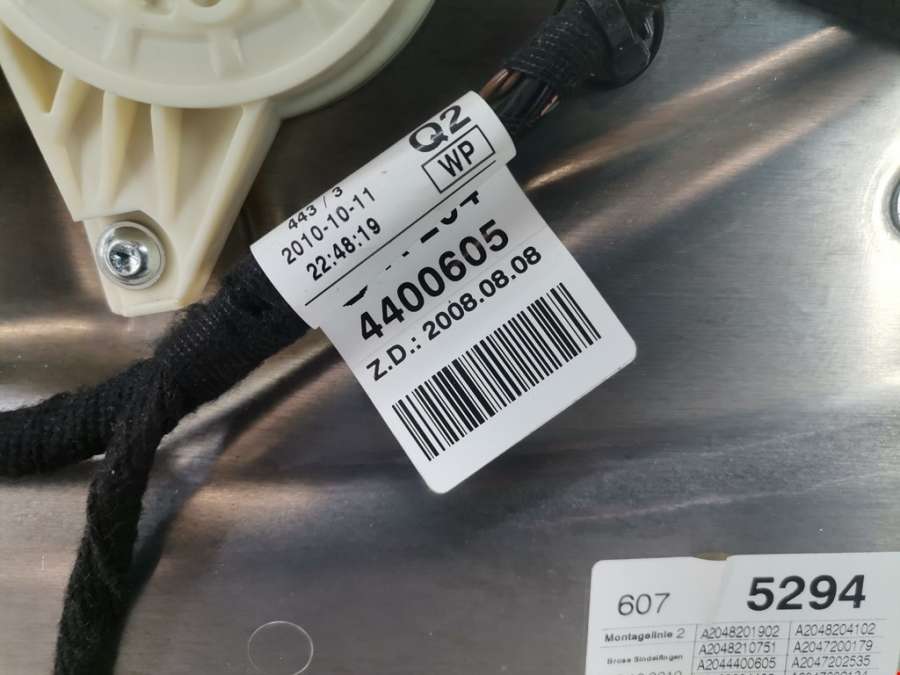 Q2
WP
443 / 3
2010-10-11
22:48:19
4400605
Z.D.: 2008.08.08
607
5294
Montagelinie 2
A2048201902 A2048204102
A2048210751 A2047200179
Brose Sindelfingen
A2044400605 A2047202535